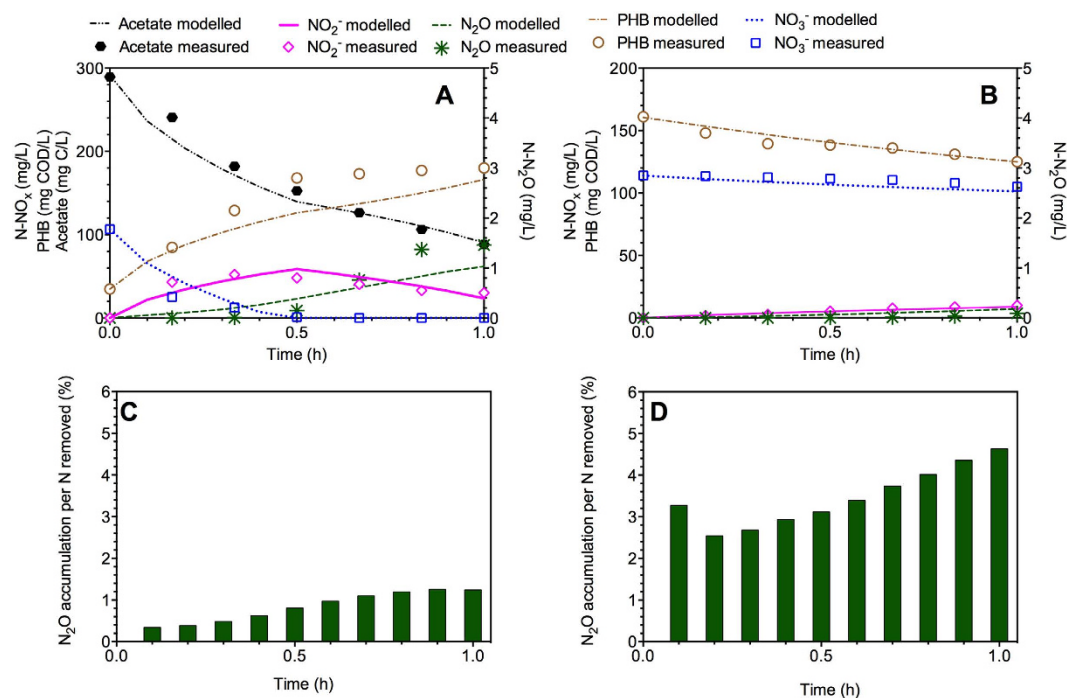 Acetate modelled NO₂⁻ modelled N₂O modelled PHB modelled NO₃⁻ modelled
Acetate measured NO₂⁻ measured N₂O measured PHB measured NO₃⁻ measured
A
N-NOₓ (mg/L)
PHB (mg COD/L)
Acetate (mg C/L)
300
200
100
0
5
4
3
2
1
0
N-N₂O (mg/L)
0.0 0.5 1.0
Time (h)
B
N-NOₓ (mg/L)
PHB (mg COD/L)
200
150
100
50
0
5
4
3
2
1
0
N-N₂O (mg/L)
0.0 0.5 1.0
Time (h)
C
N₂O accumulation per N removed (%)
6
5
4
3
2
1
0
0.0 0.5 1.0
Time (h)
D
N₂O accumulation per N removed (%)
6
5
4
3
2
1
0
0.0 0.5 1.0
Time (h)